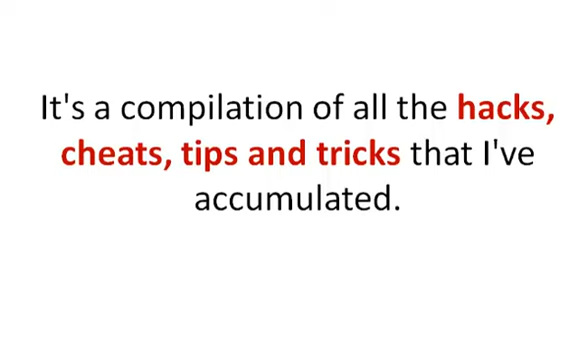 It's a compilation of all the hacks,
cheats, tips and tricks that I've
accumulated.